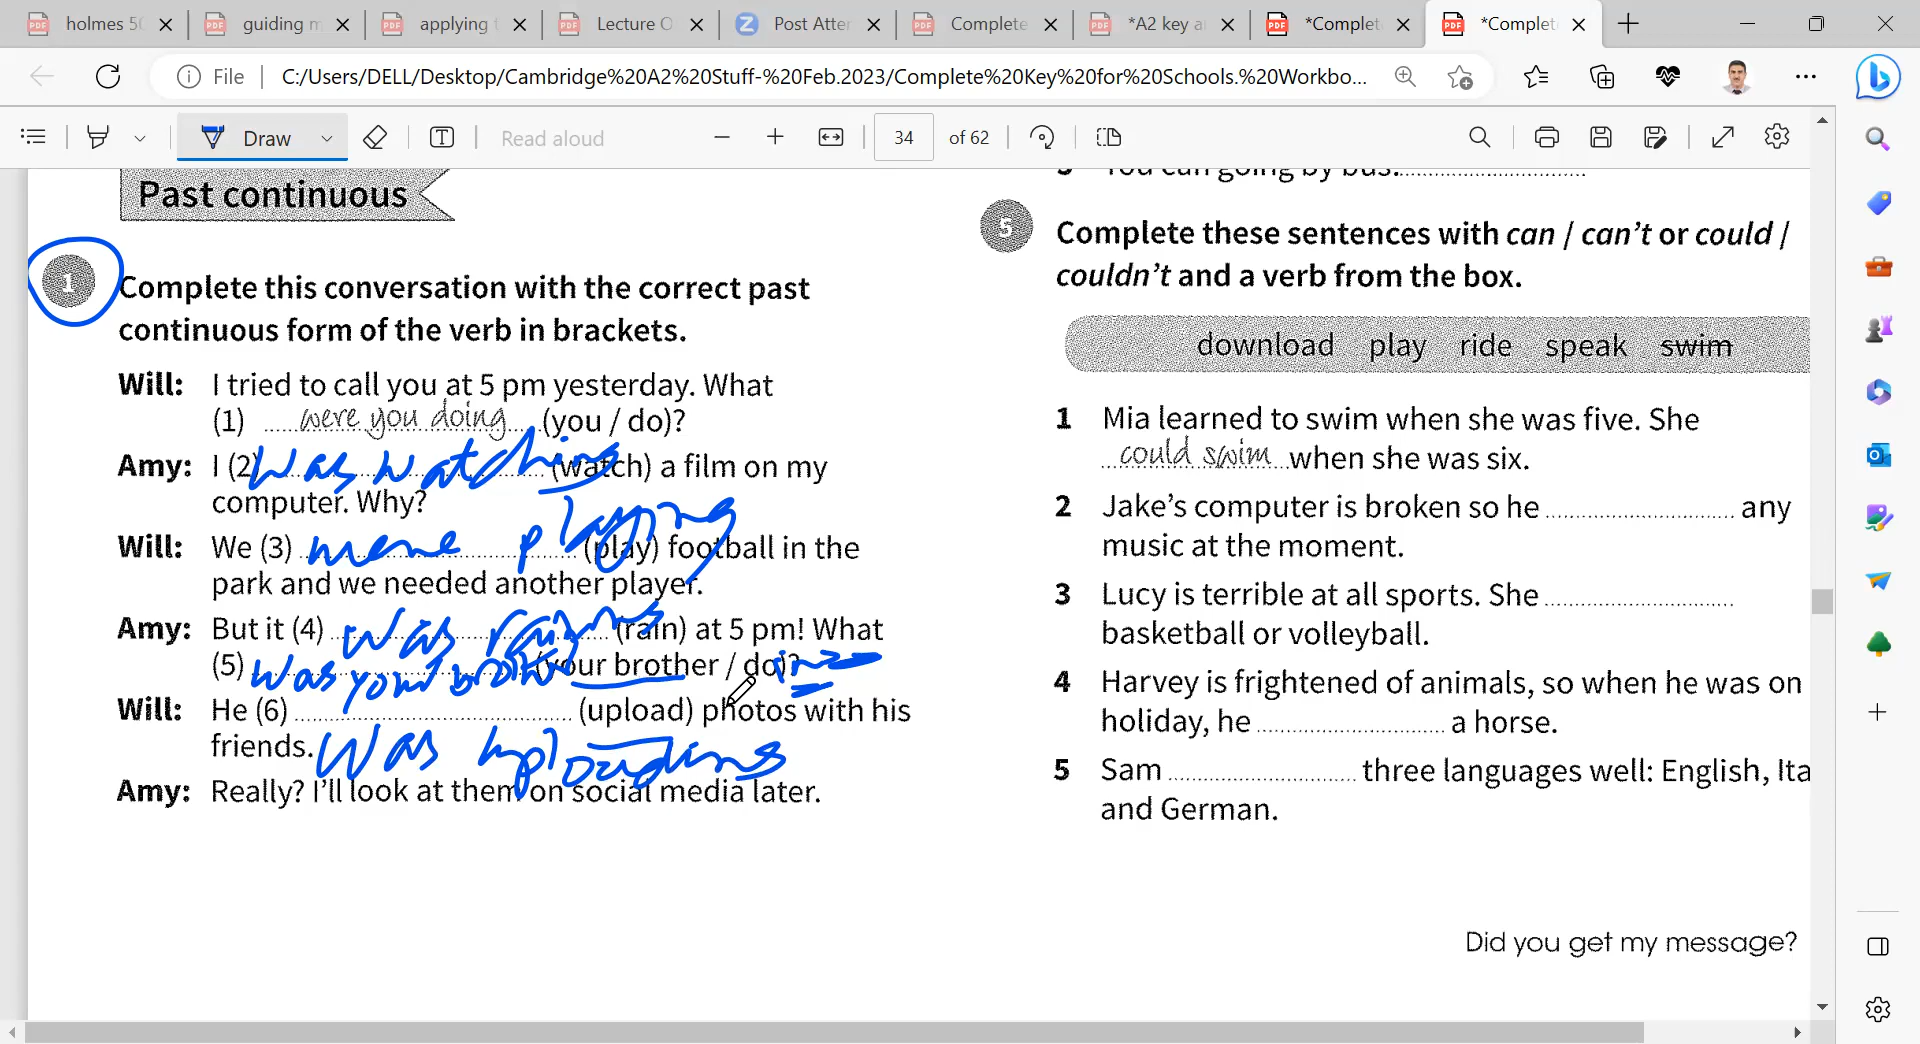 holmes 50
guiding m
applying t
Lecture O
Post Atter
Complete
*A2 key a
*Complet
*Complet
File
C:/Users/DELL/Desktop/Cambridge%20A2%20Stuff-%20Feb.2023/Complete%20Key%20for%20Schools.%20Workbo...
Draw
Read aloud
34
of 62
Past continuous
1
Complete this conversation with the correct past
continuous form of the verb in brackets.
Will: I tried to call you at 5 pm yesterday. What
(1) were you doing (you / do)?
Amy: I (2) was watching (watch) a film on my
computer. Why?
Will: We (3) were playing (play) football in the
park and we needed another player.
Amy: But it (4) was raining (rain) at 5 pm! What
(5) was your brother (your brother / do)? ing
Will: He (6) (upload) photos with his
friends. was uploading
Amy: Really? I'll look at them on social media later.
3 You can going by bus.
5
Complete these sentences with can / can't or could /
couldn't and a verb from the box.
download play ride speak swim
1 Mia learned to swim when she was five. She
could swim when she was six.
2 Jake's computer is broken so he any
music at the moment.
3 Lucy is terrible at all sports. She
basketball or volleyball.
4 Harvey is frightened of animals, so when he was on
holiday, he a horse.
5 Sam three languages well: English, Ita
and German.
Did you get my message?